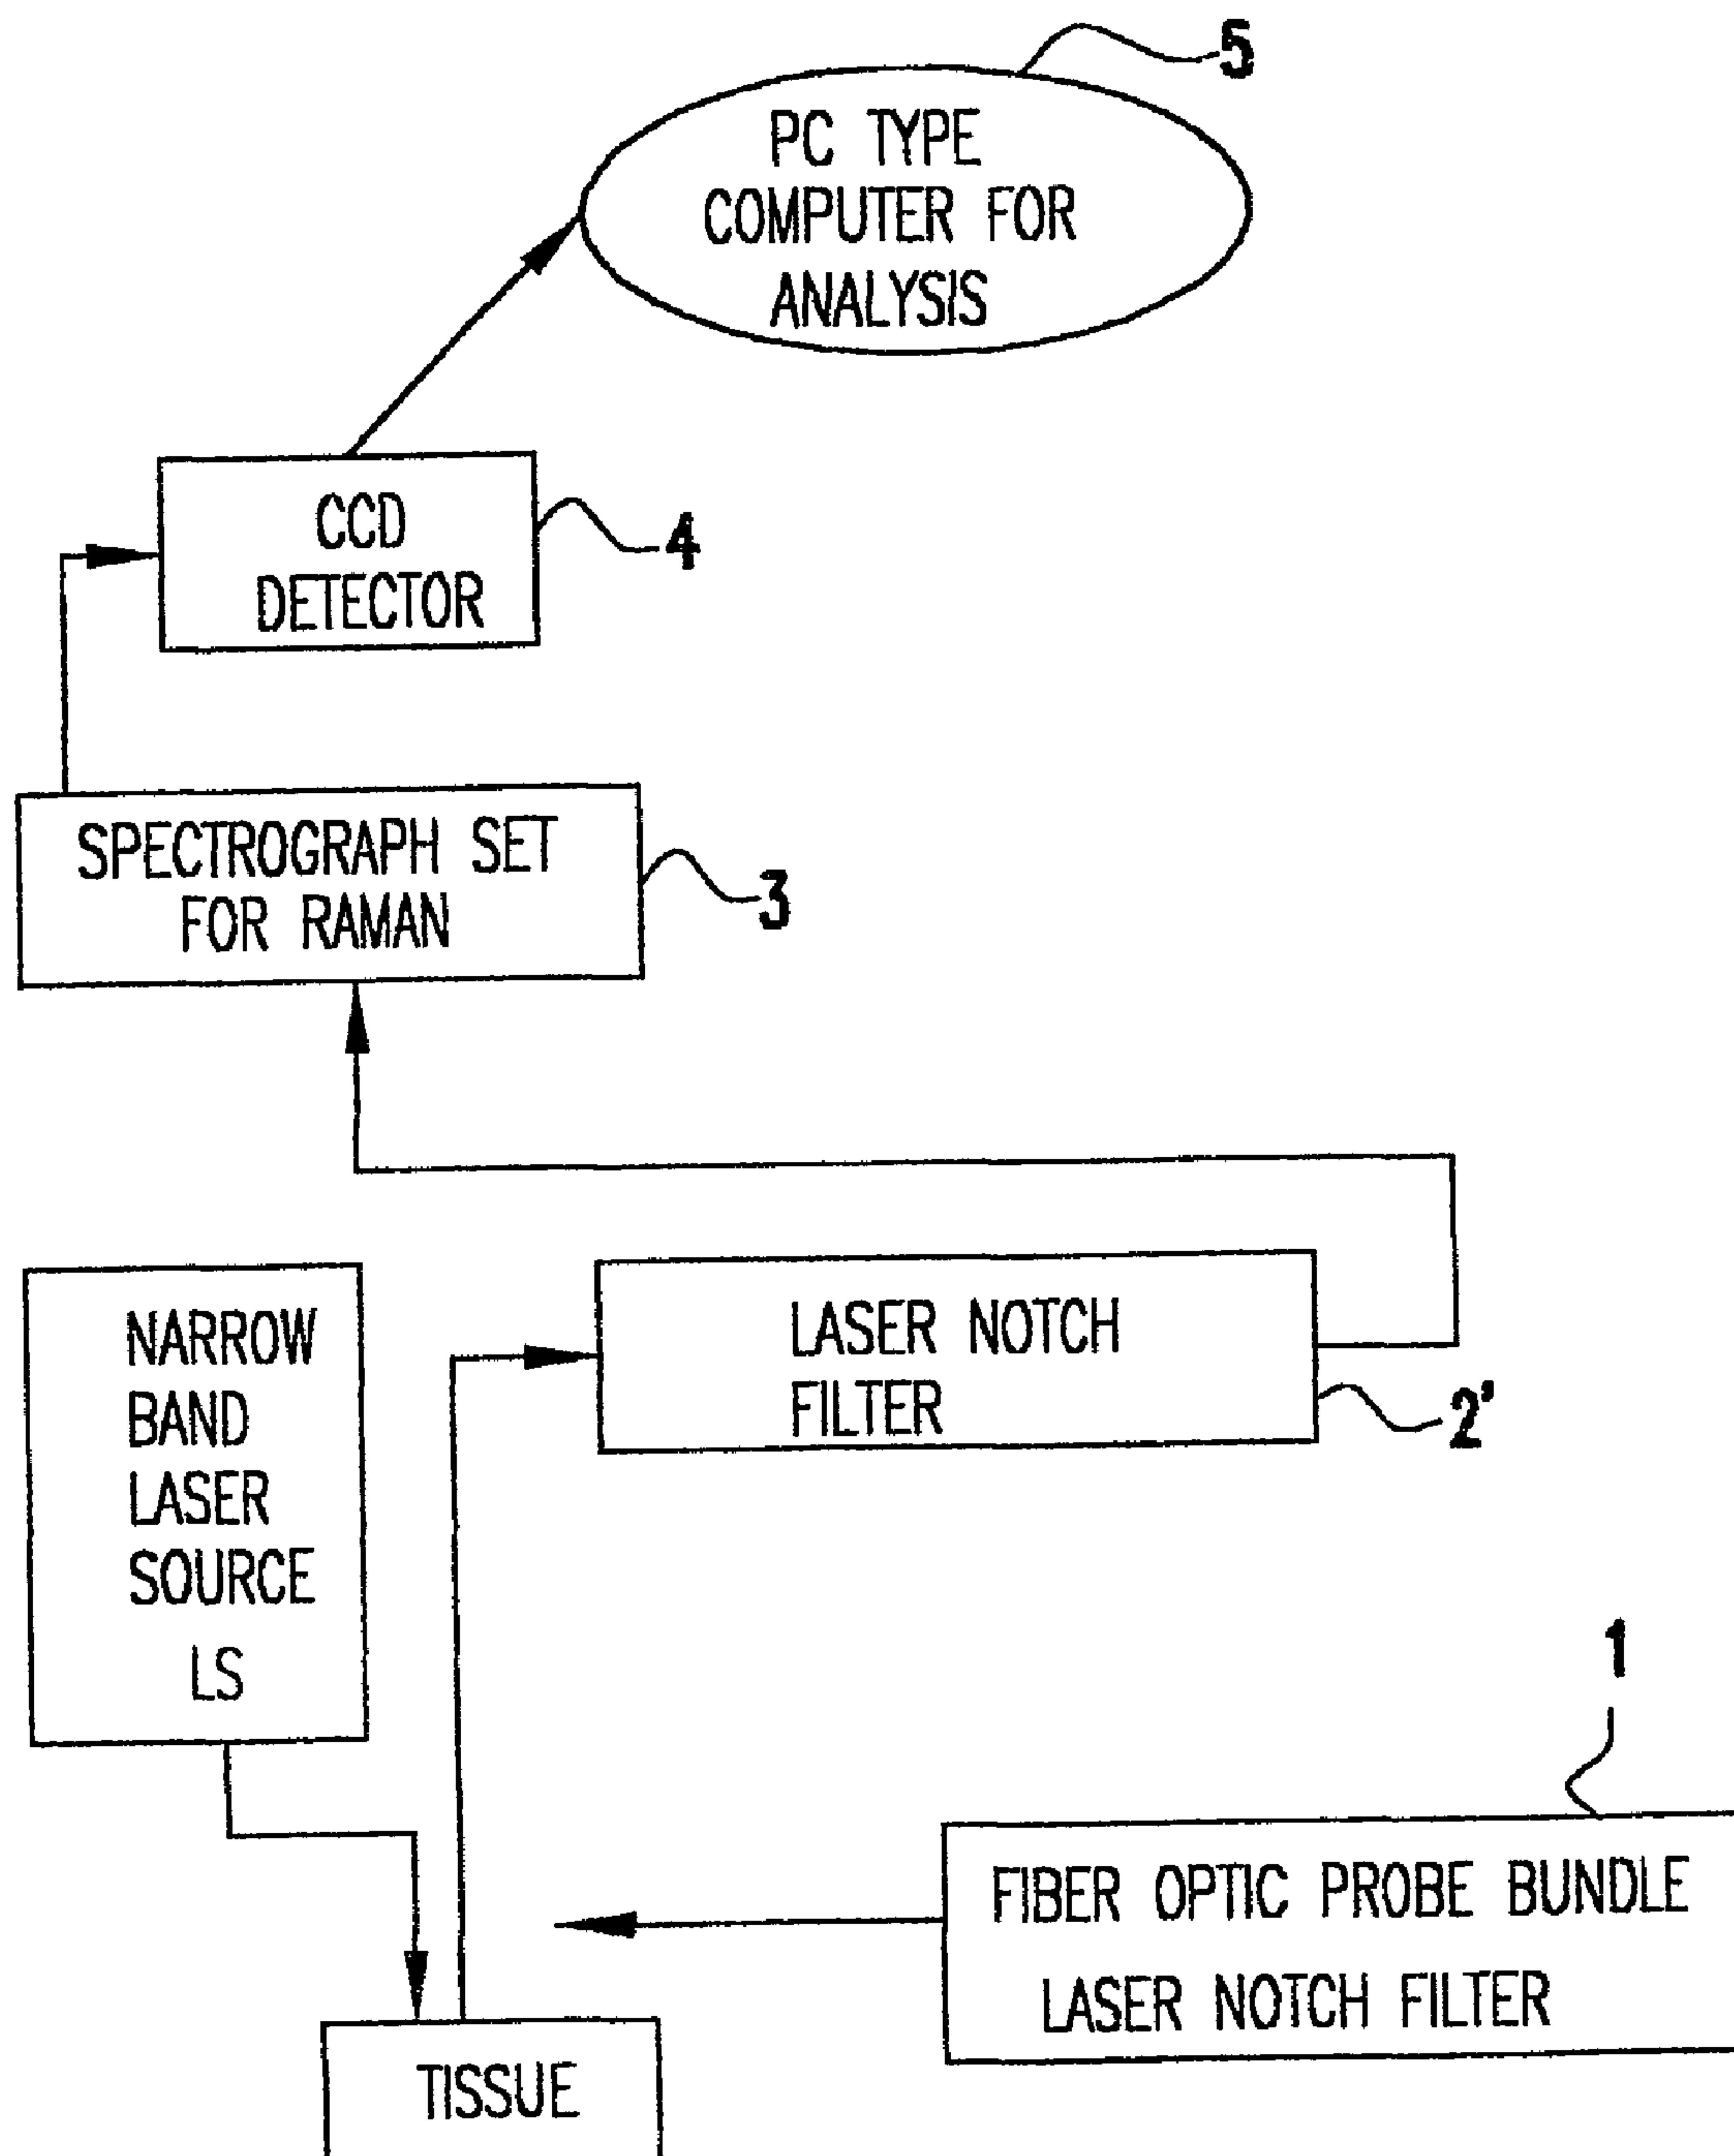 5
PC TYPE
COMPUTER FOR
ANALYSIS
CCD
DETECTOR
4
SPECTROGRAPH SET
FOR RAMAN
3
NARROW
BAND
LASER
SOURCE
LS
LASER NOTCH
FILTER
2'
1
FIBER OPTIC PROBE BUNDLE
LASER NOTCH FILTER
TISSUE